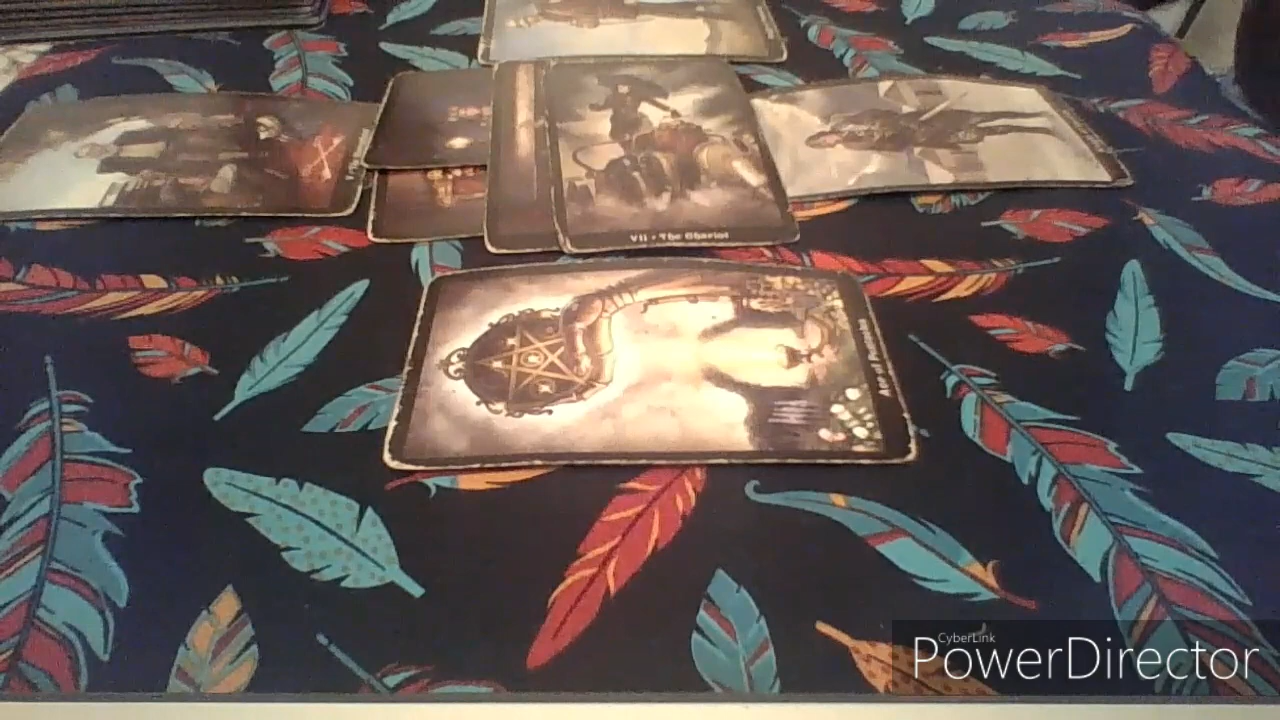 VII • The Chariot
Ace of Pentacles
CyberLink
PowerDirector